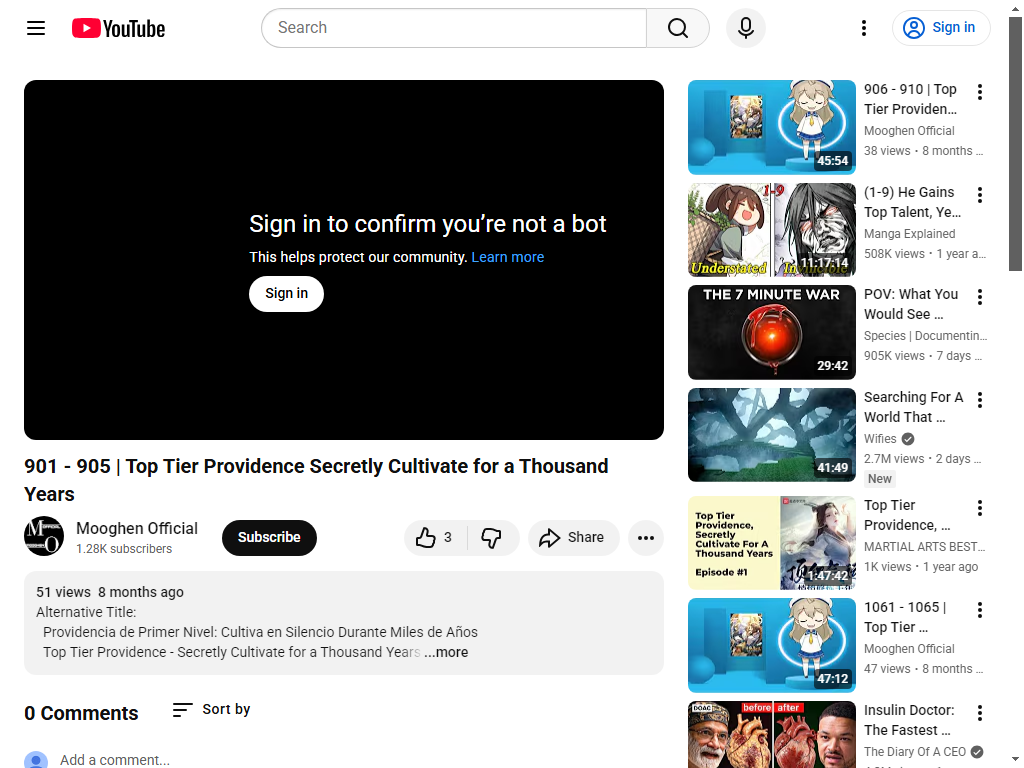 YouTube
Search
Sign in
Sign in to confirm you're not a bot
This helps protect our community. Learn more
Sign in
901 - 905 | Top Tier Providence Secretly Cultivate for a Thousand
Years
Mooghen Official
1.28K subscribers
Subscribe
3
Share
51 views 8 months ago
Alternative Title:
Providencia de Primer Nivel: Cultiva en Silencio Durante Miles de Años
Top Tier Providence - Secretly Cultivate for a Thousand Years ...more
0 Comments
Sort by
Add a comment...
45:54
906 - 910 | Top
Tier Providen...
Mooghen Official
38 views • 8 months ...
1-9
Understated
Invincible
11:17:14
(1-9) He Gains
Top Talent, Ye...
Manga Explained
508K views • 1 year a...
THE 7 MINUTE WAR
29:42
POV: What You
Would See ...
Species | Documentin...
905K views • 7 days ...
41:49
Searching For A
World That ...
Wifies
2.7M views • 2 days ...
New
Top Tier
Providence,
Secretly
Cultivate For A
Thousand Years
Episode #1
1:47:42
Top Tier
Providence, ...
MARTIAL ARTS BEST...
1K views • 1 year ago
47:12
1061 - 1065 |
Top Tier ...
Mooghen Official
47 views • 8 months ...
DOAC
before
after
Insulin Doctor:
The Fastest ...
The Diary Of A CEO